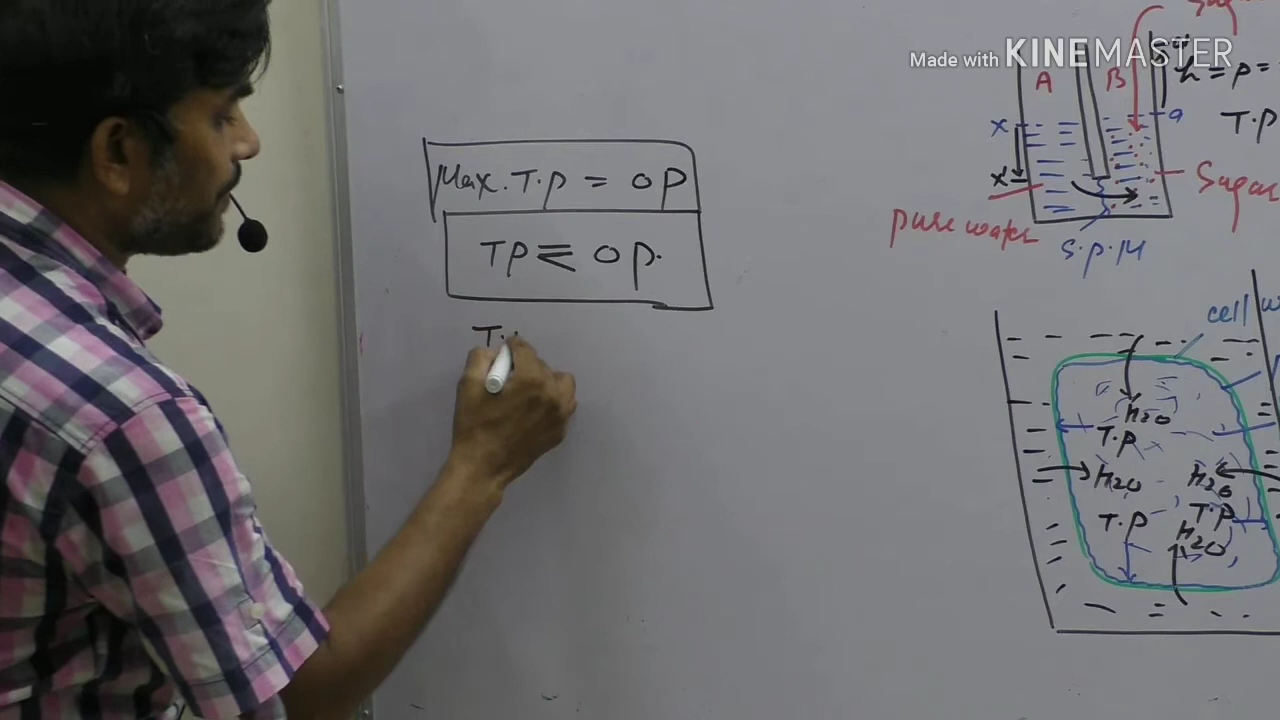 Made with KINEMASTER
Max. T.P = OP
TP ⩽ OP.
T.
A
B
h = p =
x
a
T.P
x'
Sugar
pure water
S.P.M
cell w
H2O
T.P
H2O
H2O
T.P
T.P
H2O